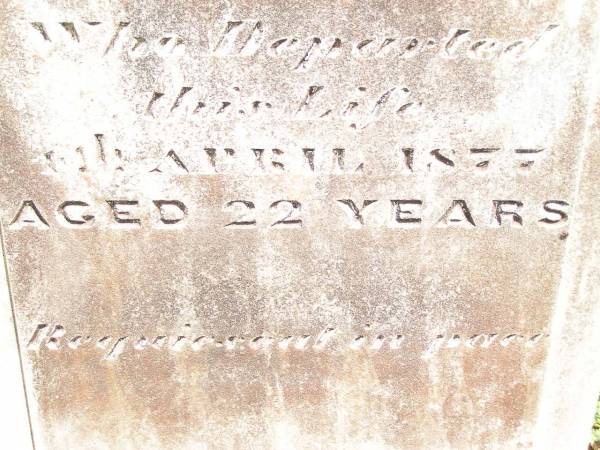 Who Departed
this Life
APRIL 1877
AGED 22 YEARS
Requiescat in pace